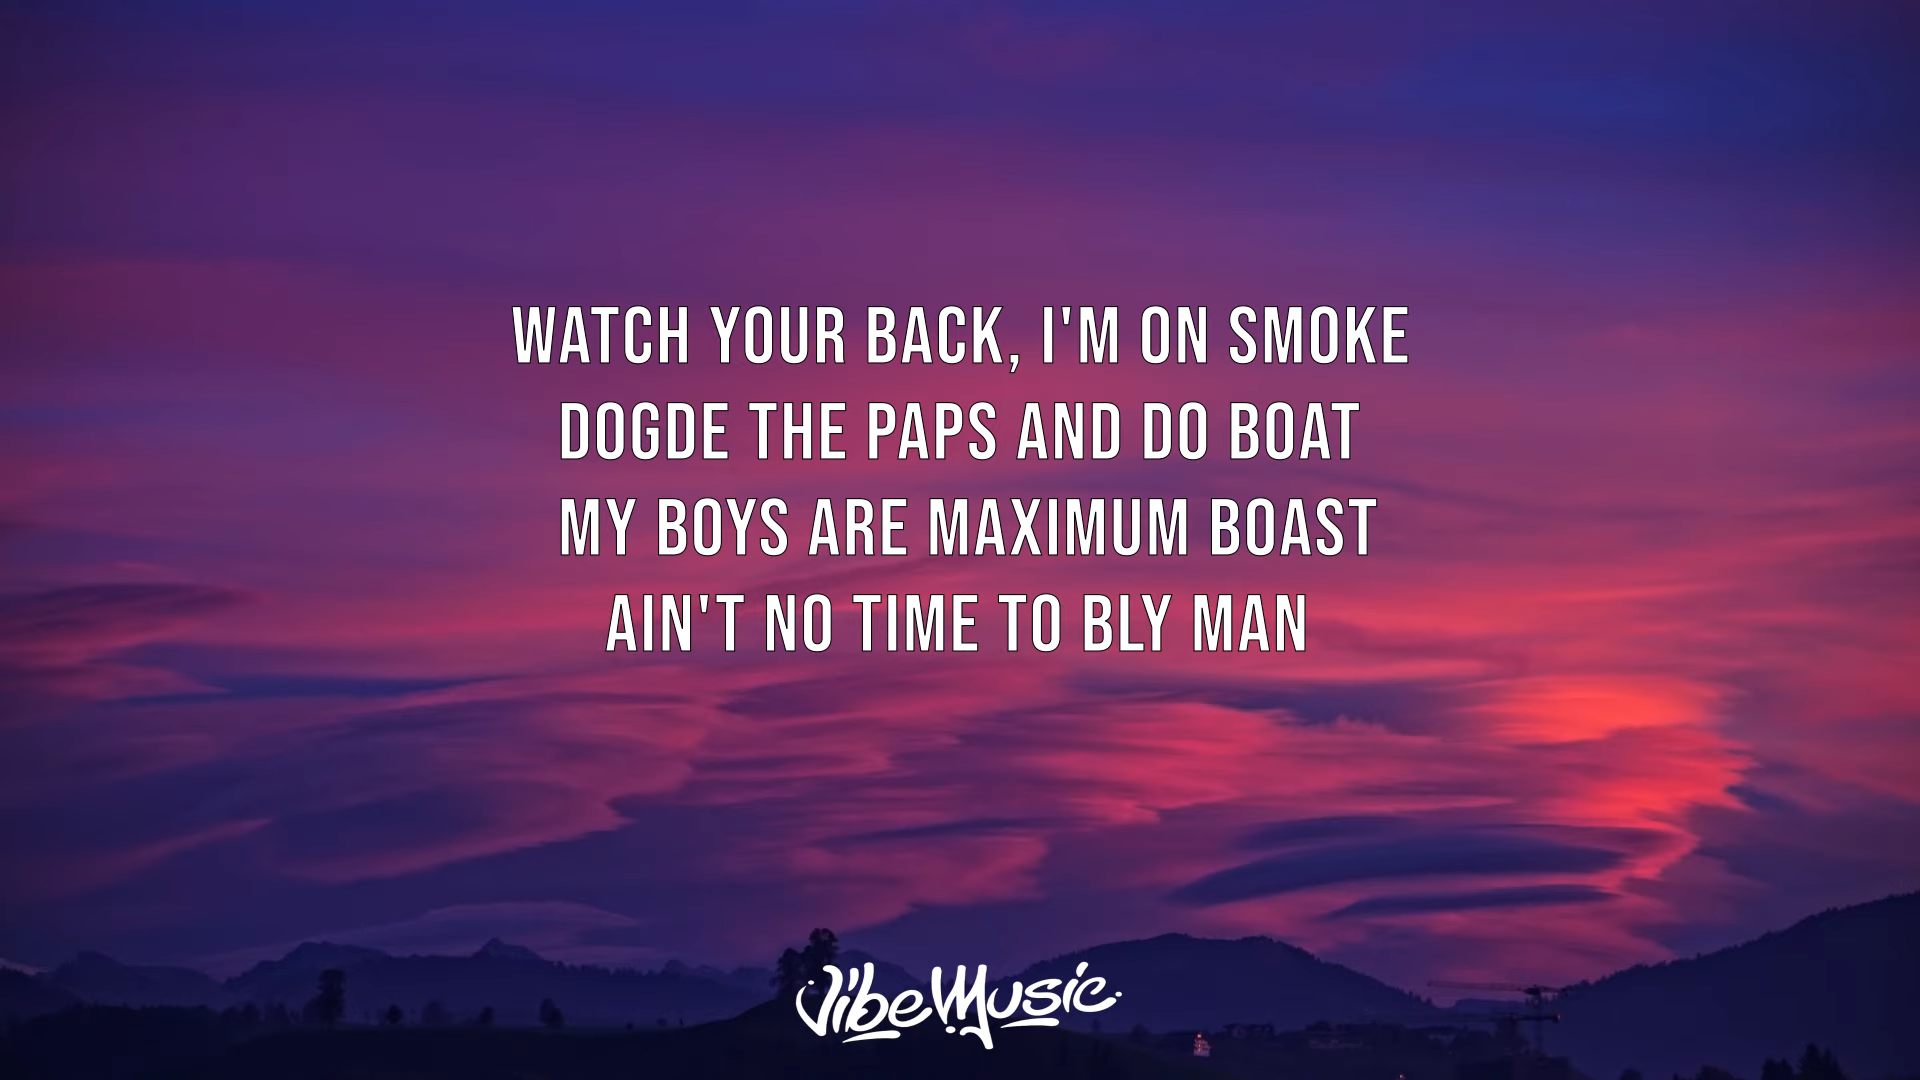 WATCH YOUR BACK, I'M ON SMOKE
DOGDE THE PAPS AND DO BOAT
MY BOYS ARE MAXIMUM BOAST
AIN'T NO TIME TO BLY MAN
VibeMusic